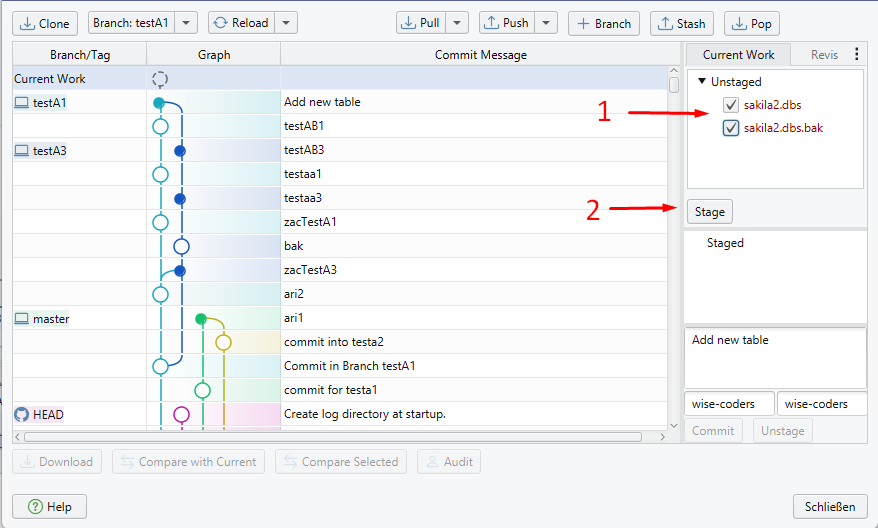 Clone Branch: testA1 Reload Pull Push Branch Stash Pop
Branch/Tag Graph Commit Message
Current Work Revis
Current Work
testA1 Add new table
testAB1
testA3 testAB3
testaa1
testaa3
zacTestA1
bak
zacTestA3
ari2
master ari1
commit into testa2
Commit in Branch testA1
commit for testa1
HEAD Create log directory at startup.
Unstaged
1 sakila2.dbs
sakila2.dbs.bak
2 Stage
Staged
Add new table
wise-coders wise-coders
Commit Unstage
Download Compare with Current Compare Selected Audit
Help Schließen